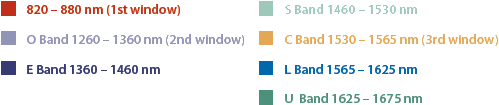 820 – 880 nm (1st window)
O Band 1260 – 1360 nm (2nd window)
E Band 1360 – 1460 nm
S Band 1460 – 1530 nm
C Band 1530 – 1565 nm (3rd window)
L Band 1565 – 1625 nm
U Band 1625 – 1675 nm